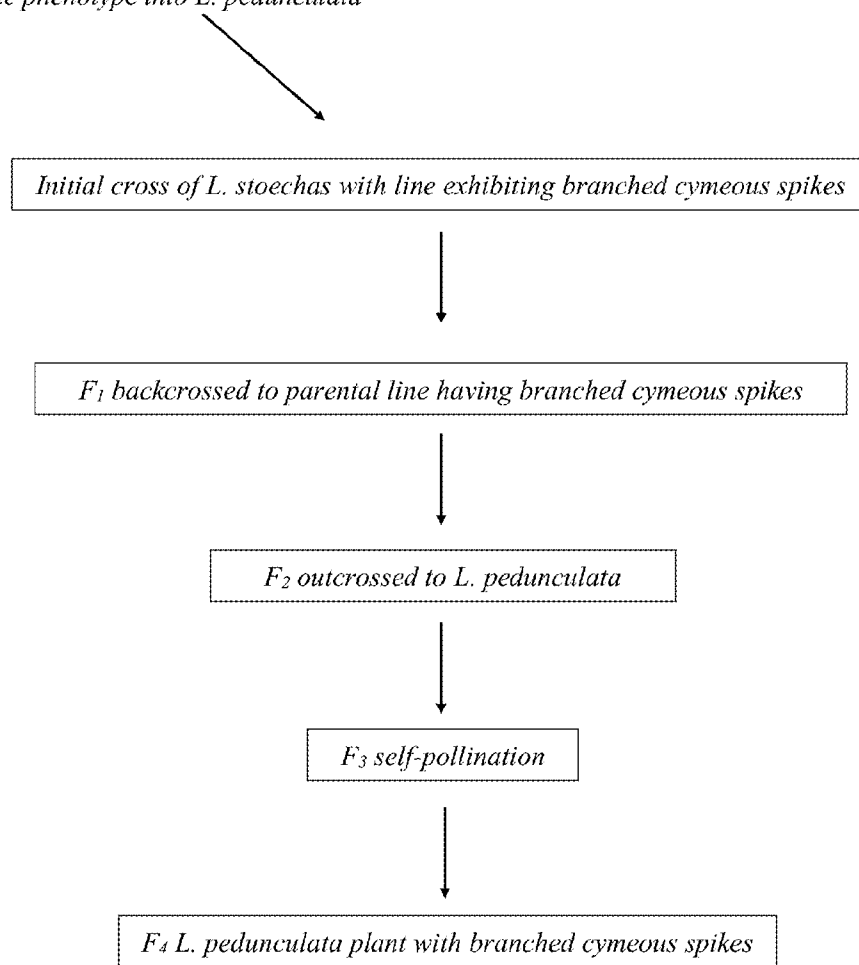 phenotype into L. pedunculata
Initial cross of L. stoechas with line exhibiting branched cymeous spikes
F₁ backcrossed to parental line having branched cymeous spikes
F₂ outcrossed to L. pedunculata
F₃ self-pollination
F₄ L. pedunculata plant with branched cymeous spikes